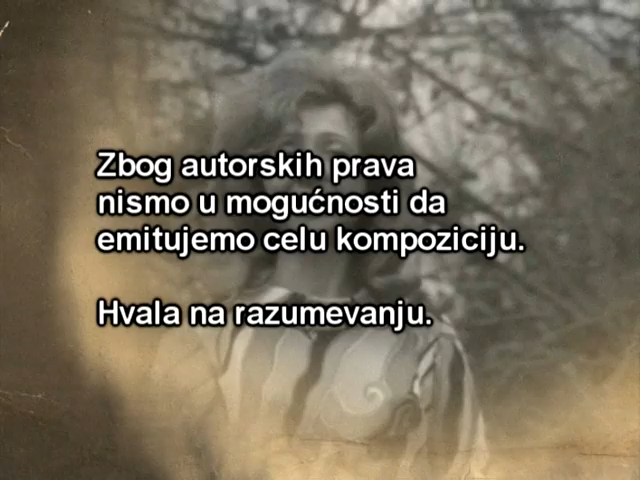 Zbog autorskih prava
nismo u mogućnosti da
emitujemo celu kompoziciju.
Hvala na razumevanju.